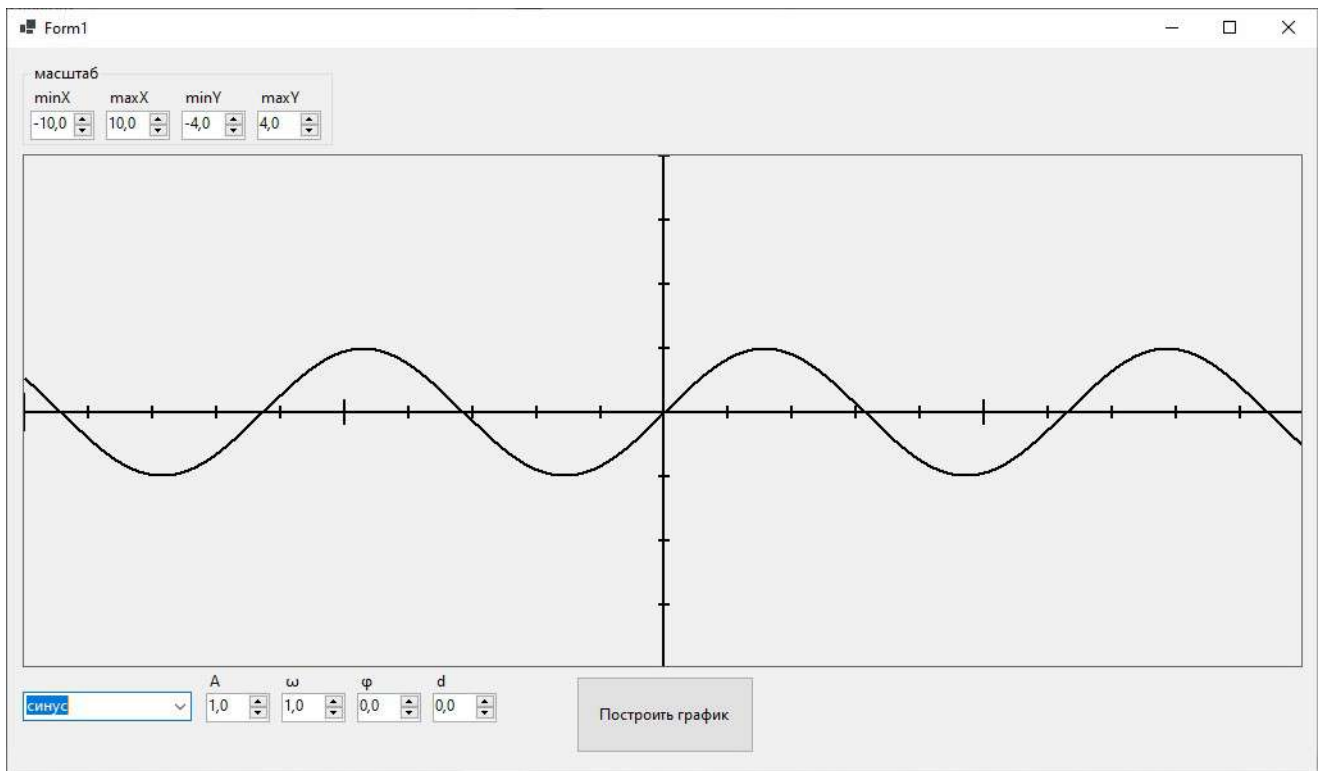 Form1
масштаб
minX maxX minY maxY
-10,0 10,0 -4,0 4,0
A ω φ d
синус 1,0 1,0 0,0 0,0
Построить график